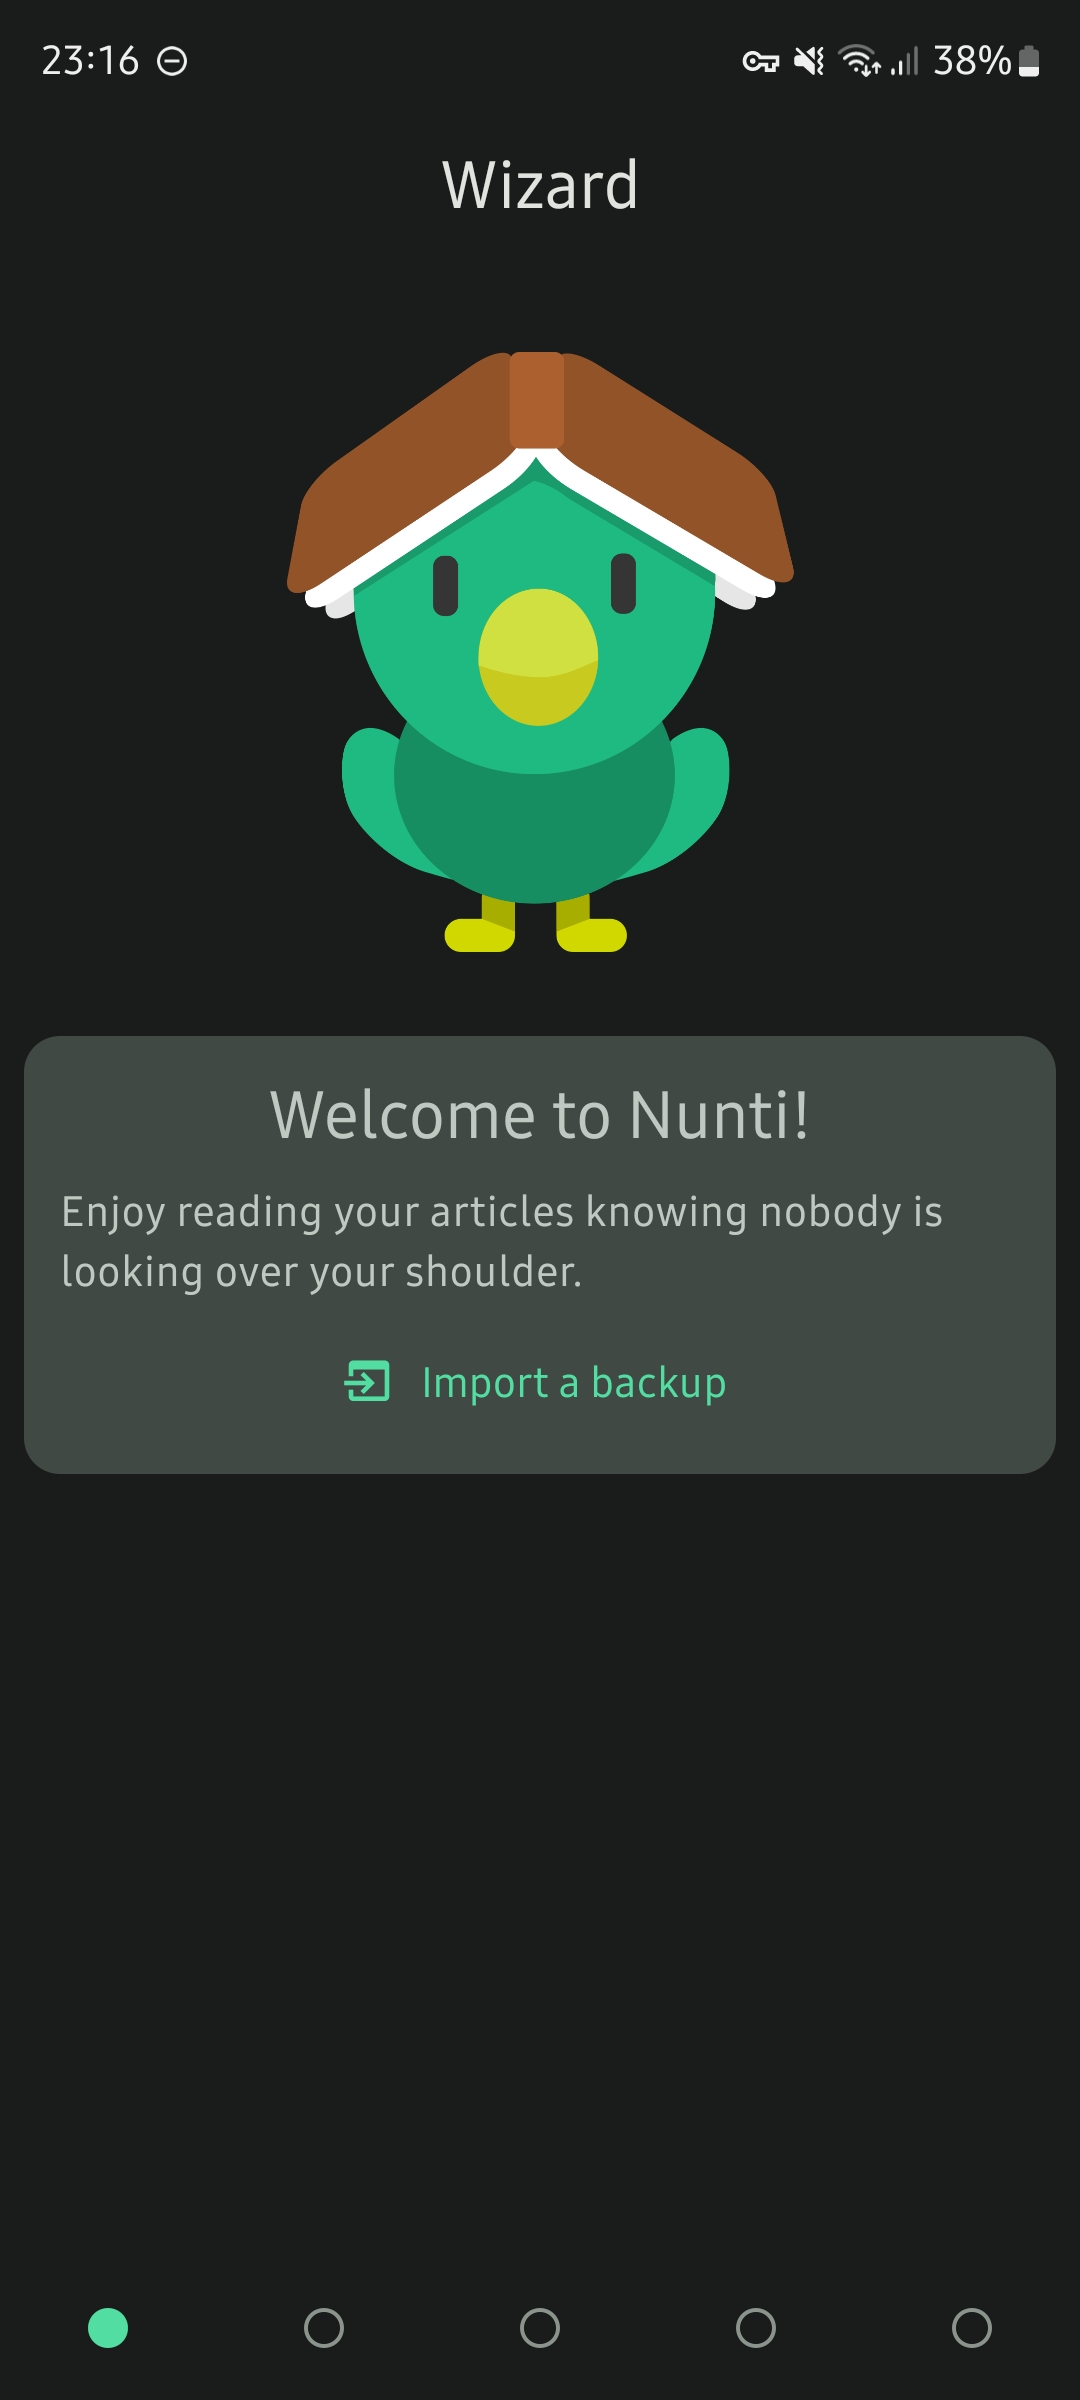 23:16 38%
Wizard
Welcome to Nunti!
Enjoy reading your articles knowing nobody is
looking over your shoulder.
Import a backup